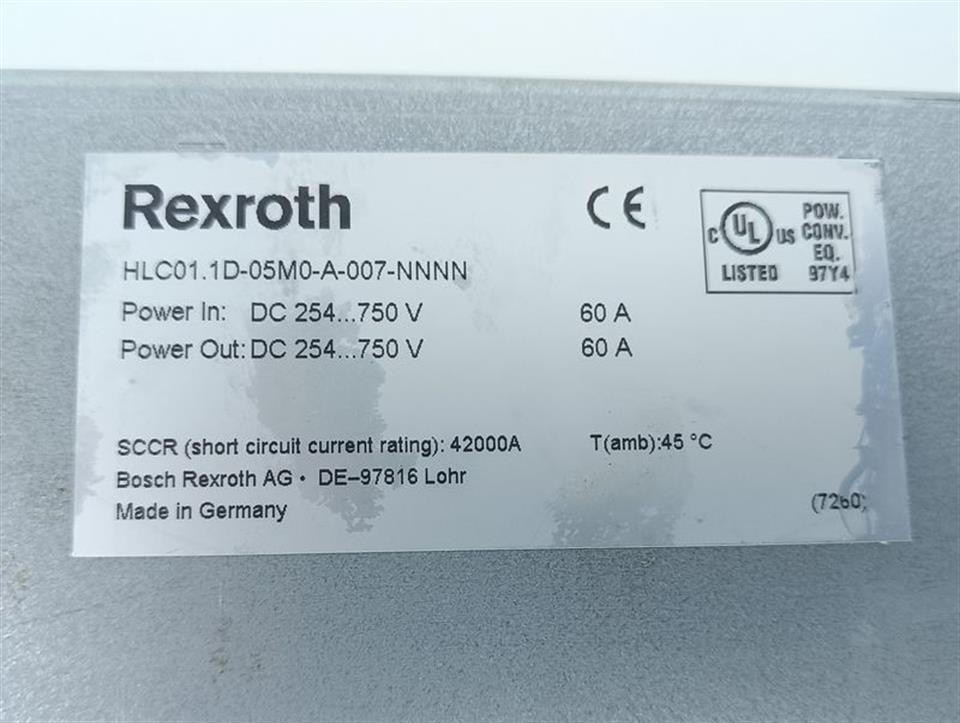 Rexroth
CE
C UL US LISTED
POW.
CONV.
EQ.
97Y4
HLC01.1D-05M0-A-007-NNNN
Power In: DC 254...750 V 60 A
Power Out: DC 254...750 V 60 A
SCCR (short circuit current rating): 42000A T(amb):45 °C
Bosch Rexroth AG • DE–97816 Lohr
Made in Germany
(7260)